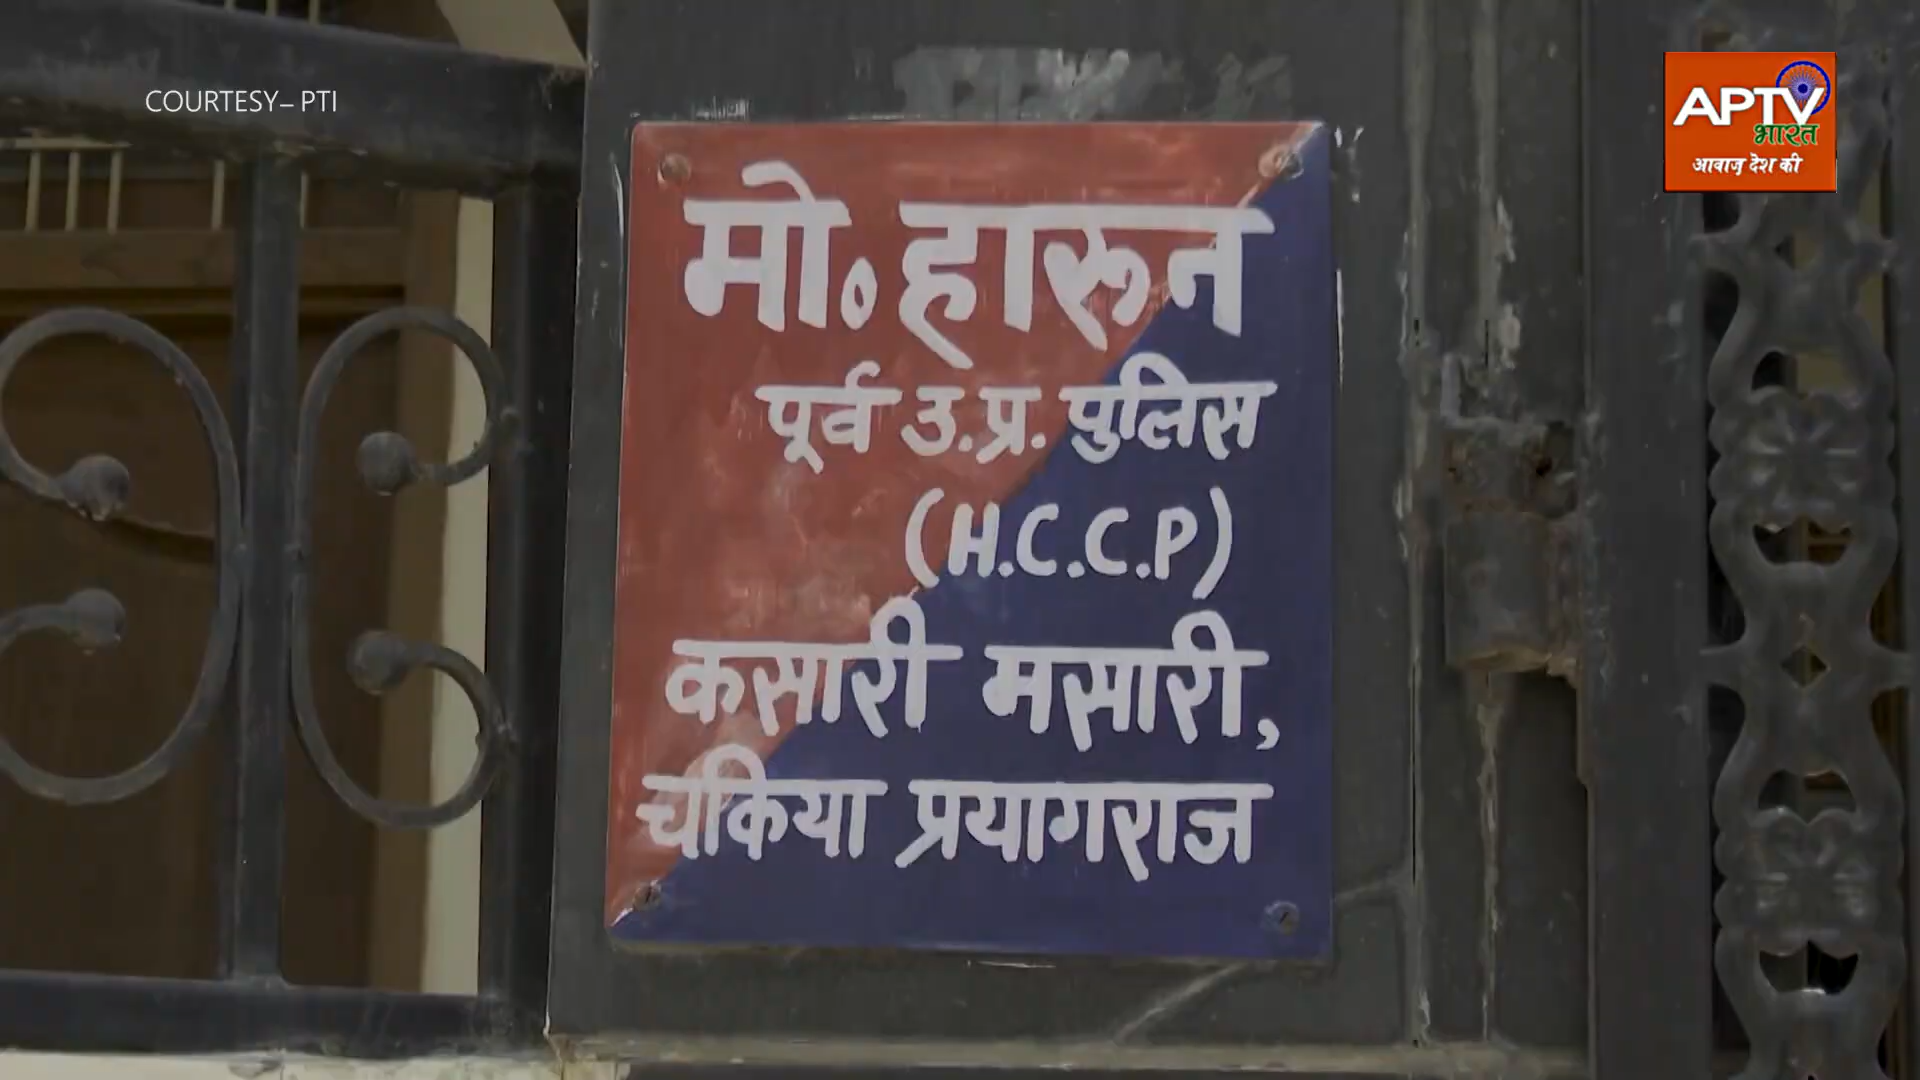 COURTESY– PTI
APTV
भारत
आवाज़ देश की
मो. हारून
पूर्व उ.प्र. पुलिस
(H.C.C.P)
कसारी मसारी,
चकिया प्रयागराज